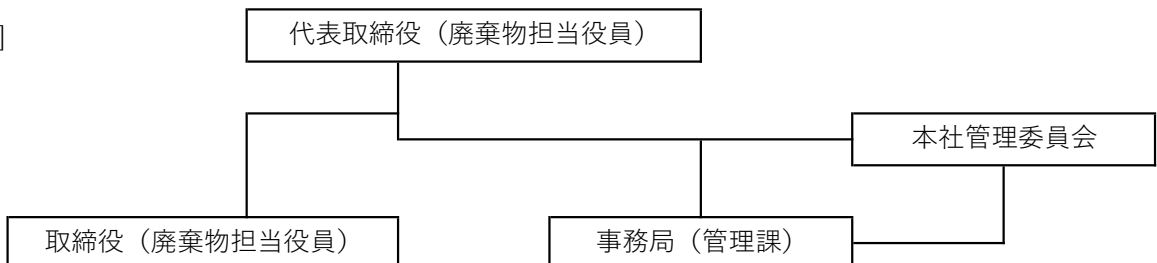 ]
代表取締役（廃棄物担当役員）
本社管理委員会
取締役（廃棄物担当役員）
事務局（管理課）